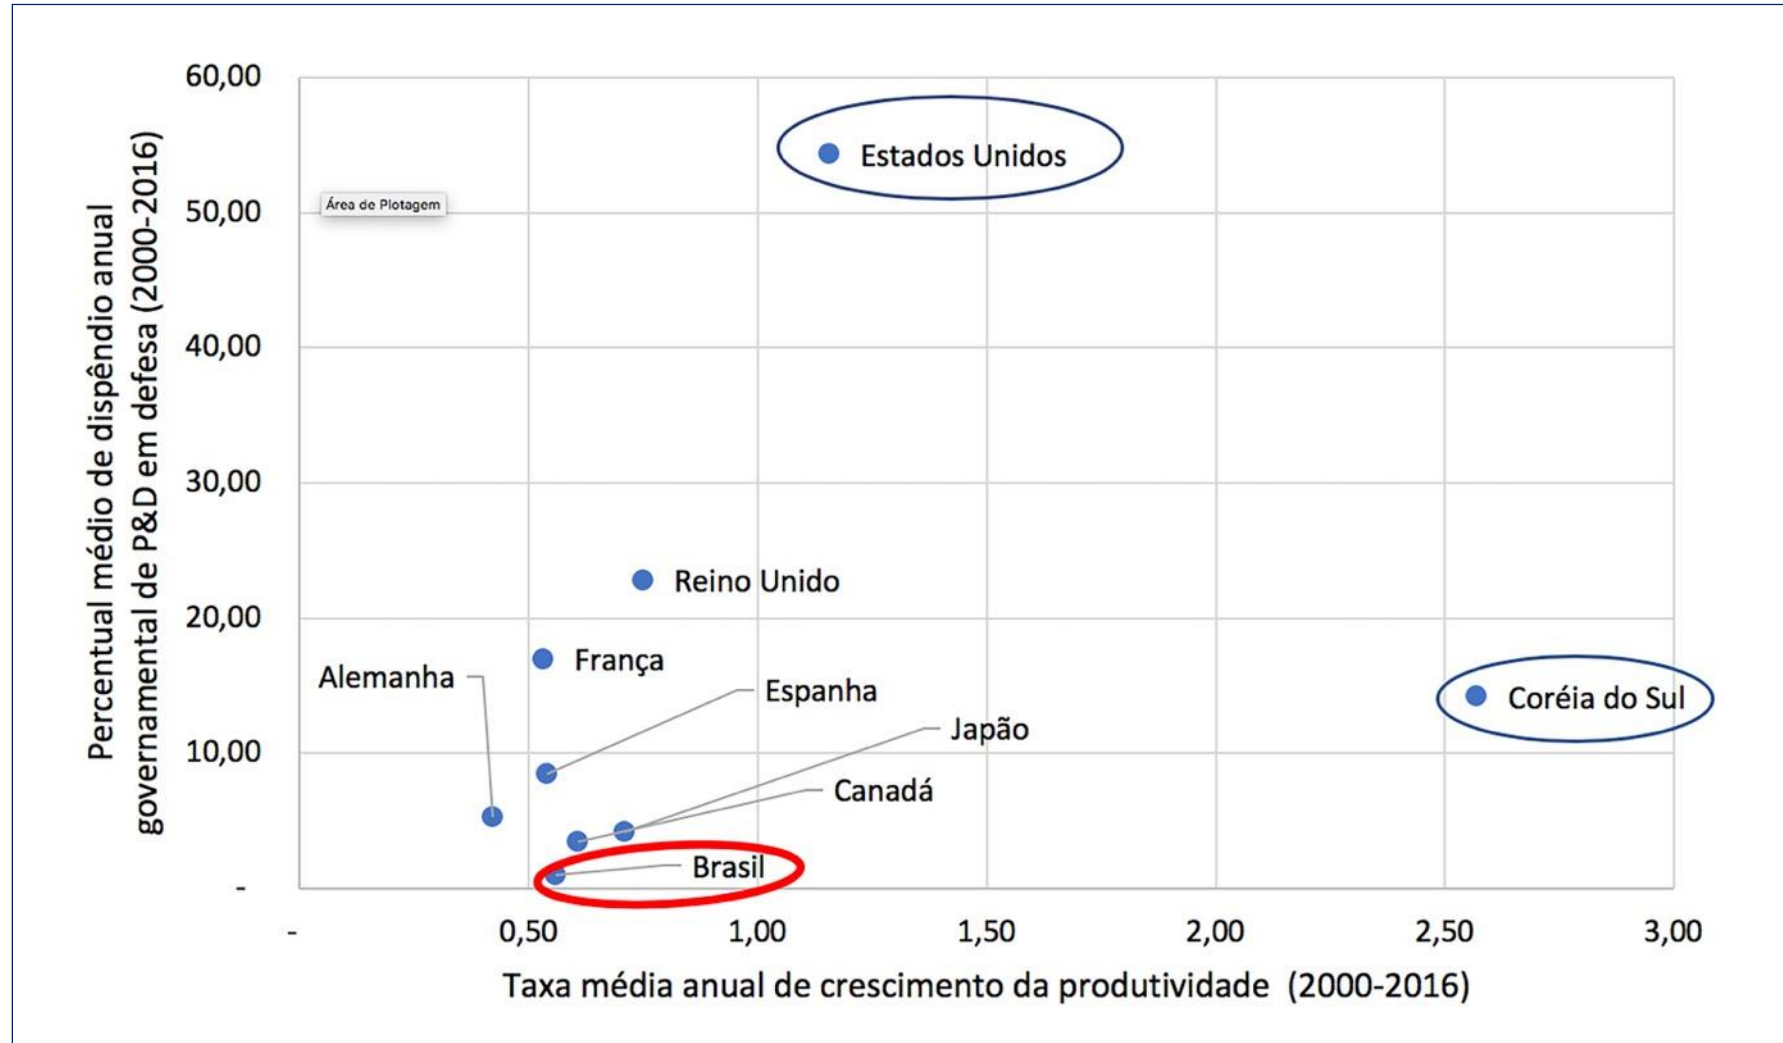 Percentual médio de dispêndio anual
governamental de P&D em defesa (2000-2016)
60,00
50,00
40,00
30,00
20,00
10,00
-
Área de Plotagem
Estados Unidos
Reino Unido
França
Alemanha
Espanha
Coréia do Sul
Japão
Canadá
Brasil
-
0,50
1,00
1,50
2,00
2,50
3,00
Taxa média anual de crescimento da produtividade (2000-2016)